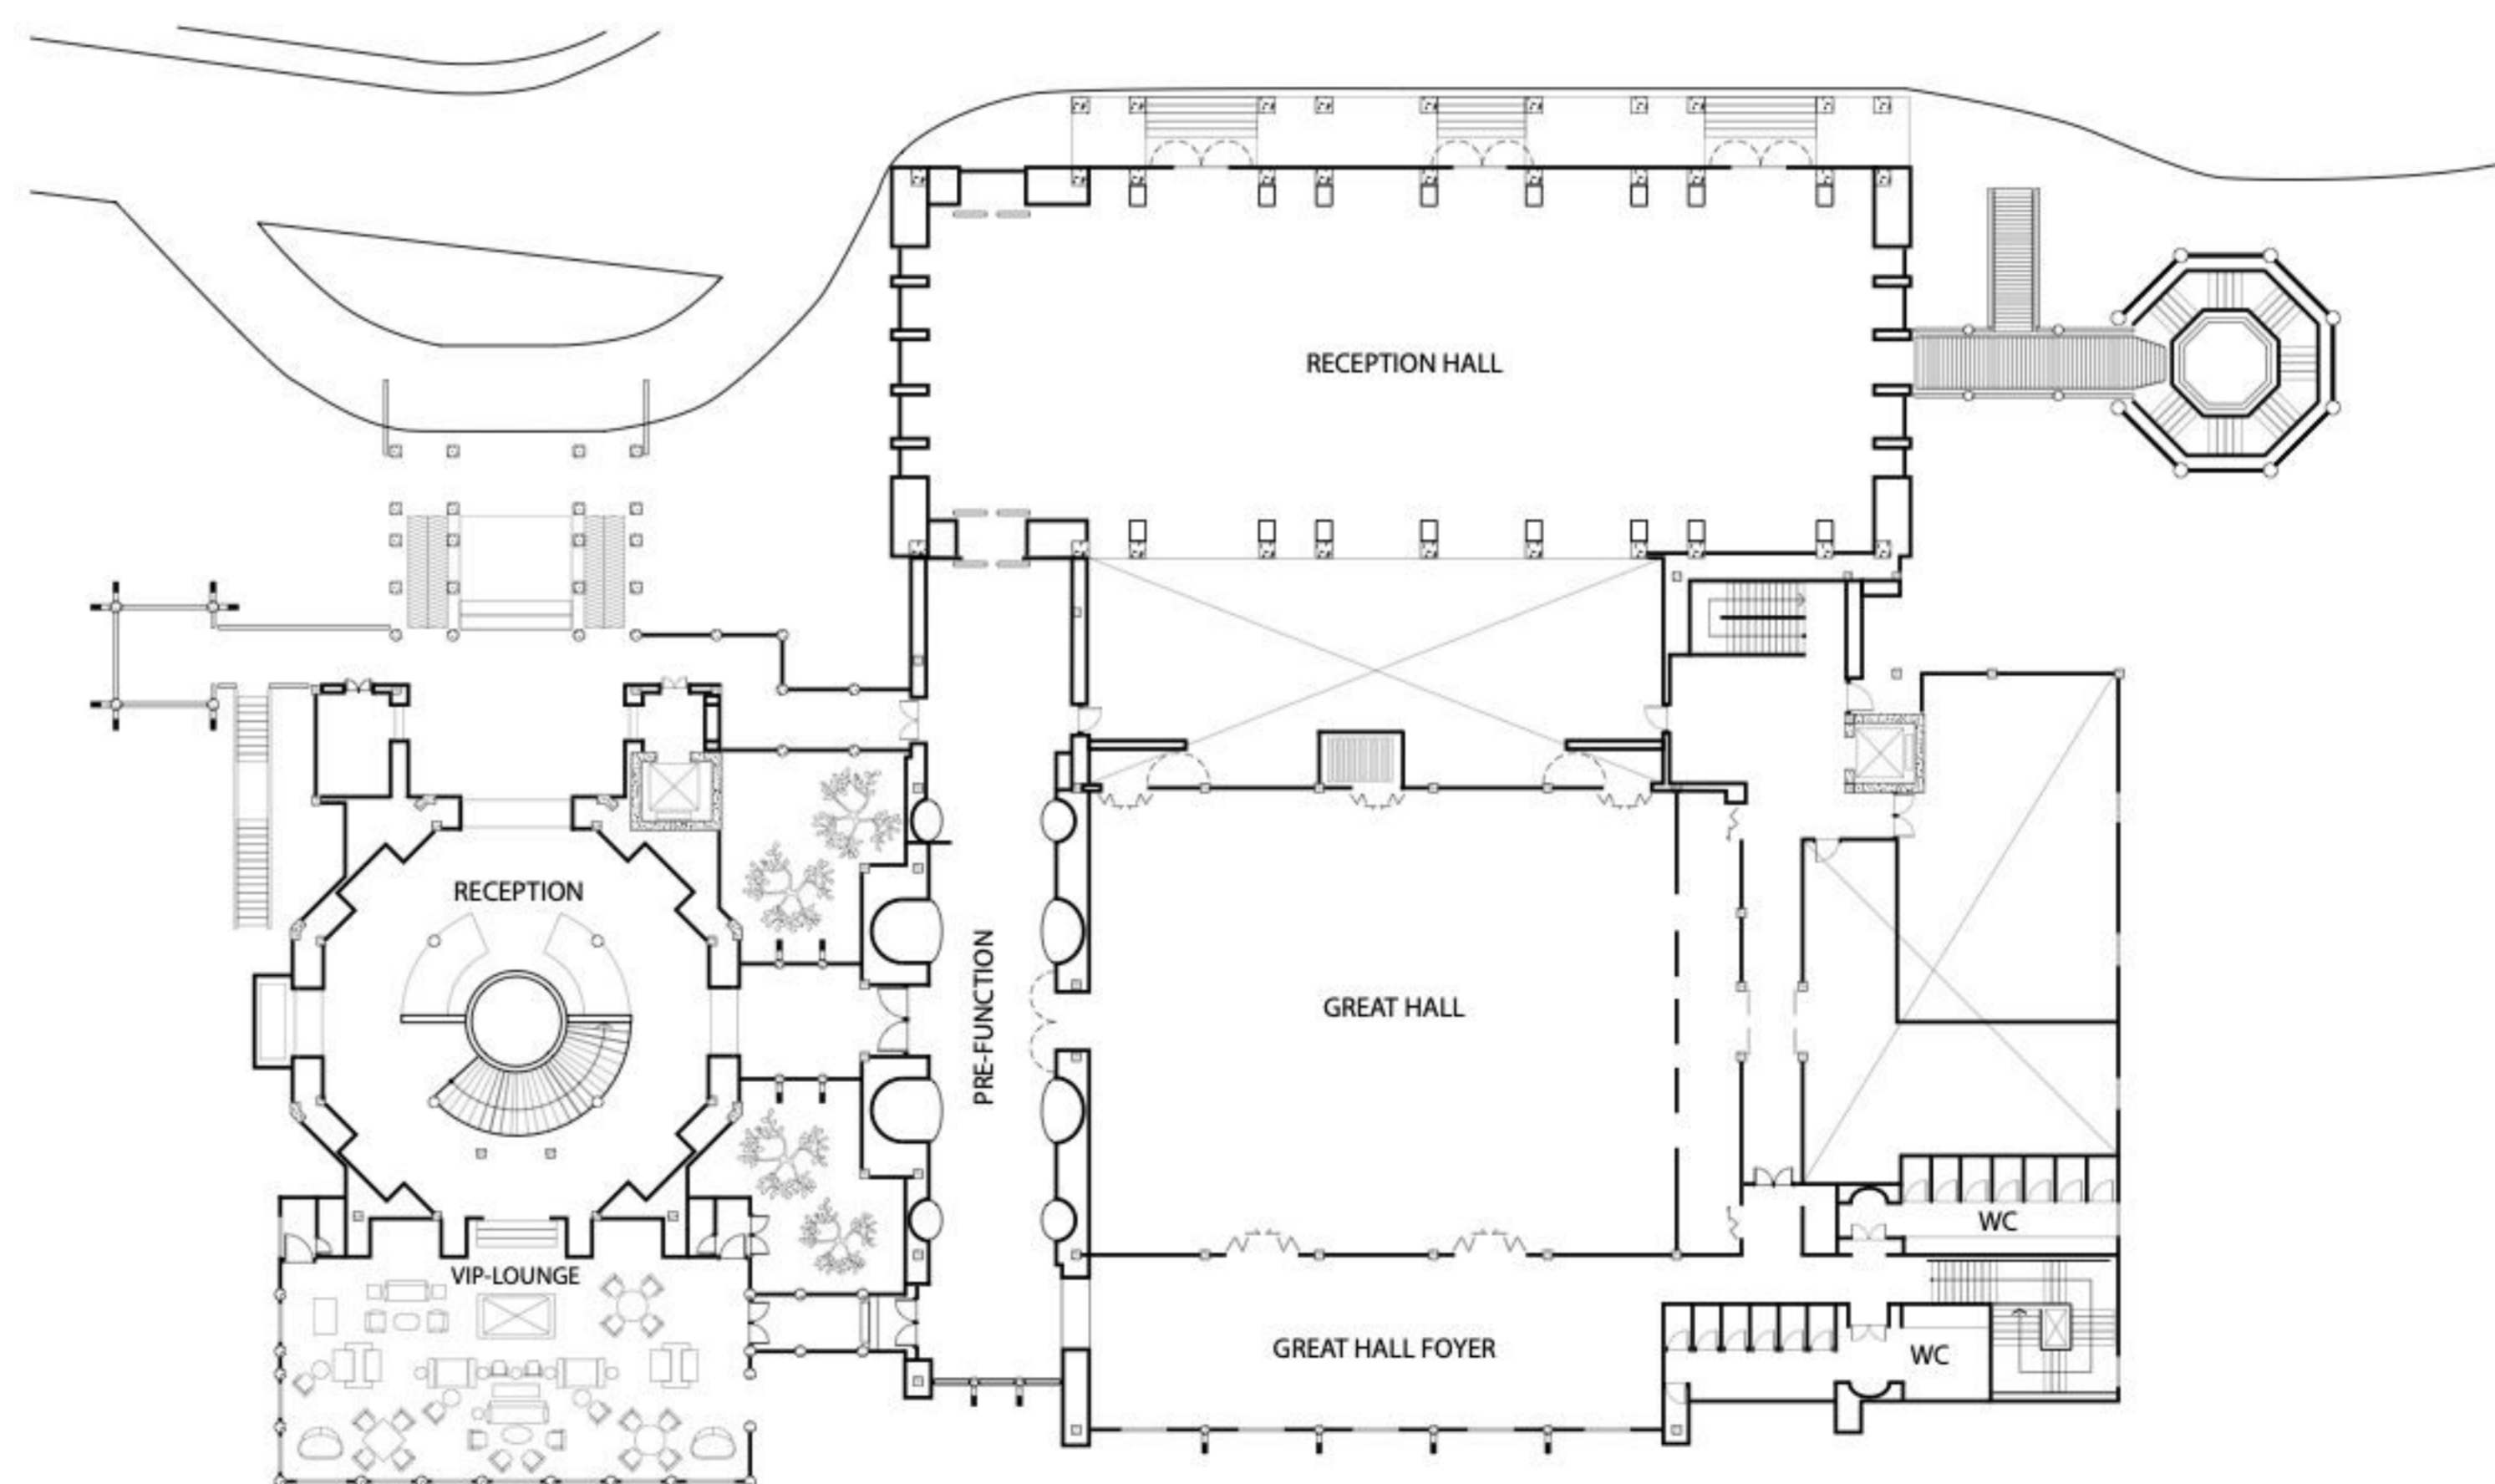 RECEPTION HALL
RECEPTION
PRE-FUNCTION
GREAT HALL
WC
VIP-LOUNGE
GREAT HALL FOYER
WC